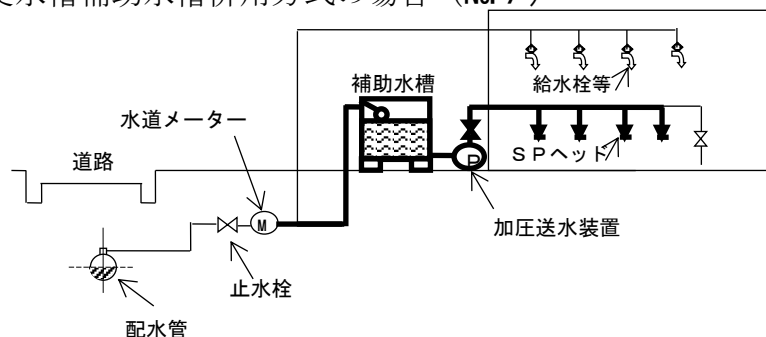 水槽補助水槽併用方式の場合（№7）
補助水槽
給水栓等
水道メーター
道路
SPヘッド
P
M
加圧送水装置
止水栓
配水管